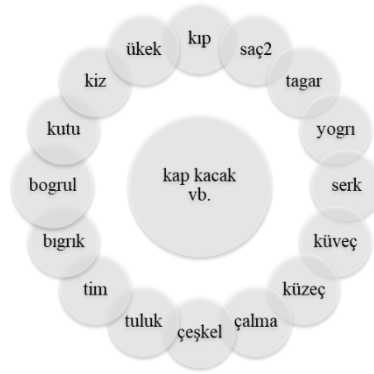 kıp
saç2
tagar
yogrı
serk
küveç
küzeç
çalma
çeşkel
tuluk
tim
bıgrık
bogrul
kutu
kiz
ükek
kap kacak
vb.